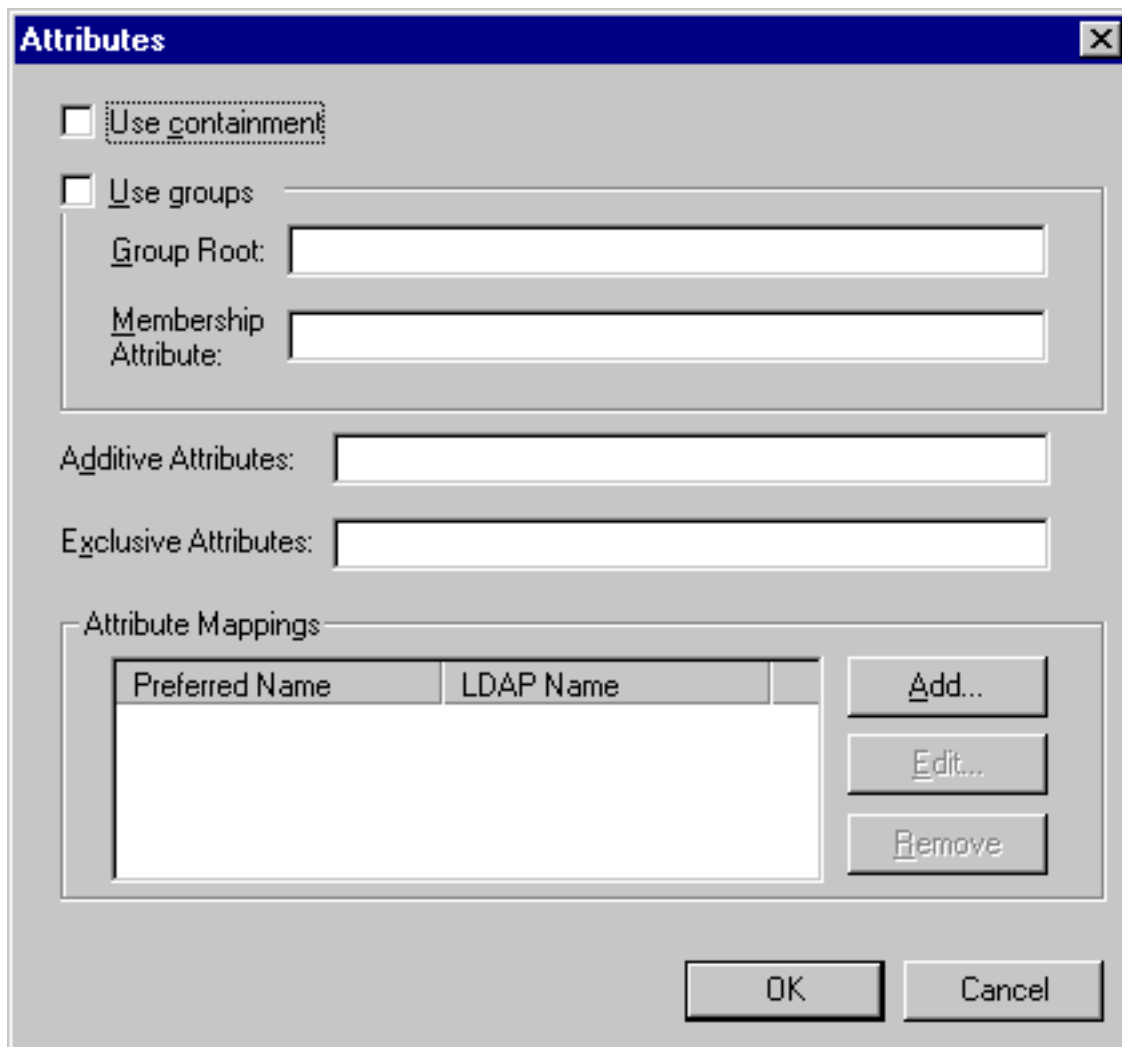 Attributes
Use containment
Use groups
Group Root:
Membership
Attribute:
Additive Attributes:
Exclusive Attributes:
Attribute Mappings
Preferred Name LDAP Name
Add...
Edit...
Remove
OK Cancel